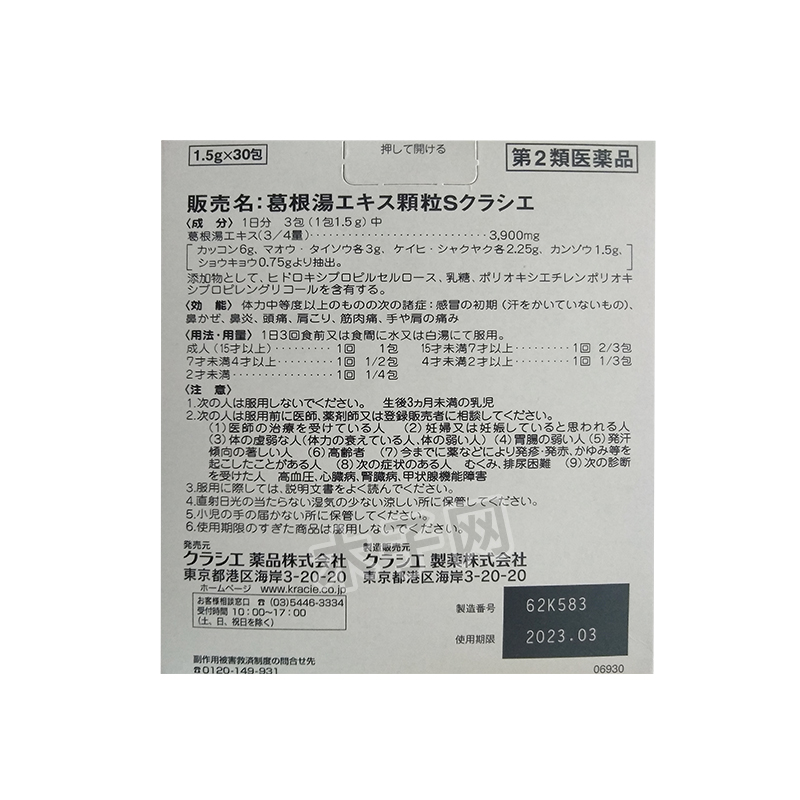 1.5g×30包
押して開ける
第2類医薬品
販売名：葛根湯エキス顆粒Sクラシエ
〈成　分〉1日分　3包（1包1.5g）中
葛根湯エキス（3／4量）……………………………3,900mg
カッコン6g、マオウ・タイソウ各3g、ケイヒ・シャクヤク各2.25g、カンゾウ1.5g、
ショウキョウ0.75gより抽出。
添加物として、ヒドロキシプロピルセルロース、乳糖、ポリオキシエチレンポリオキ
シプロピレングリコールを含有する。
〈効　能〉体力中等度以上のものの次の諸症：感冒の初期（汗をかいていないもの）、
鼻かぜ、鼻炎、頭痛、肩こり、筋肉痛、手や肩の痛み
〈用法・用量〉1日3回食前又は食間に水又は白湯にて服用。
成人（15才以上）………1回　1包　15才未満7才以上………1回　2/3包
7才未満4才以上………1回　1/2包　4才未満2才以上………1回　1/3包
2才未満………………1回　1/4包
〈注　意〉
1.次の人は服用しないでください。　生後3ヵ月未満の乳児
2.次の人は服用前に医師、薬剤師又は登録販売者に相談してください。
（1）医師の治療を受けている人　（2）妊婦又は妊娠していると思われる人
（3）体の虚弱な人（体力の衰えている人、体の弱い人）（4）胃腸の弱い人（5）発汗
傾向の著しい人　（6）高齢者　（7）今までに薬などにより発疹・発赤、かゆみ等を
起こしたことがある人　（8）次の症状のある人　むくみ、排尿困難　（9）次の診断
を受けた人　高血圧、心臓病、腎臓病、甲状腺機能障害
3.服用に際しては、説明文書をよく読んでください。
4.直射日光の当たらない湿気の少ない涼しい所に保管してください。
5.小児の手の届かない所に保管してください。
6.使用期限のすぎた商品は服用しないでください。
木子网
発売元
クラシエ 薬品株式会社
東京都港区海岸3-20-20
製造販売元
クラシエ 製薬株式会社
東京都港区海岸3-20-20
ホームページ www.kracie.co.jp
お客様相談窓口 ☎（03）5446-3334
受付時間 10：00〜17：00
（土、日、祝日を除く）
製造番号
62K583
使用期限
2023.03
副作用被害救済制度の問合せ先
☎0120-149-931
06930